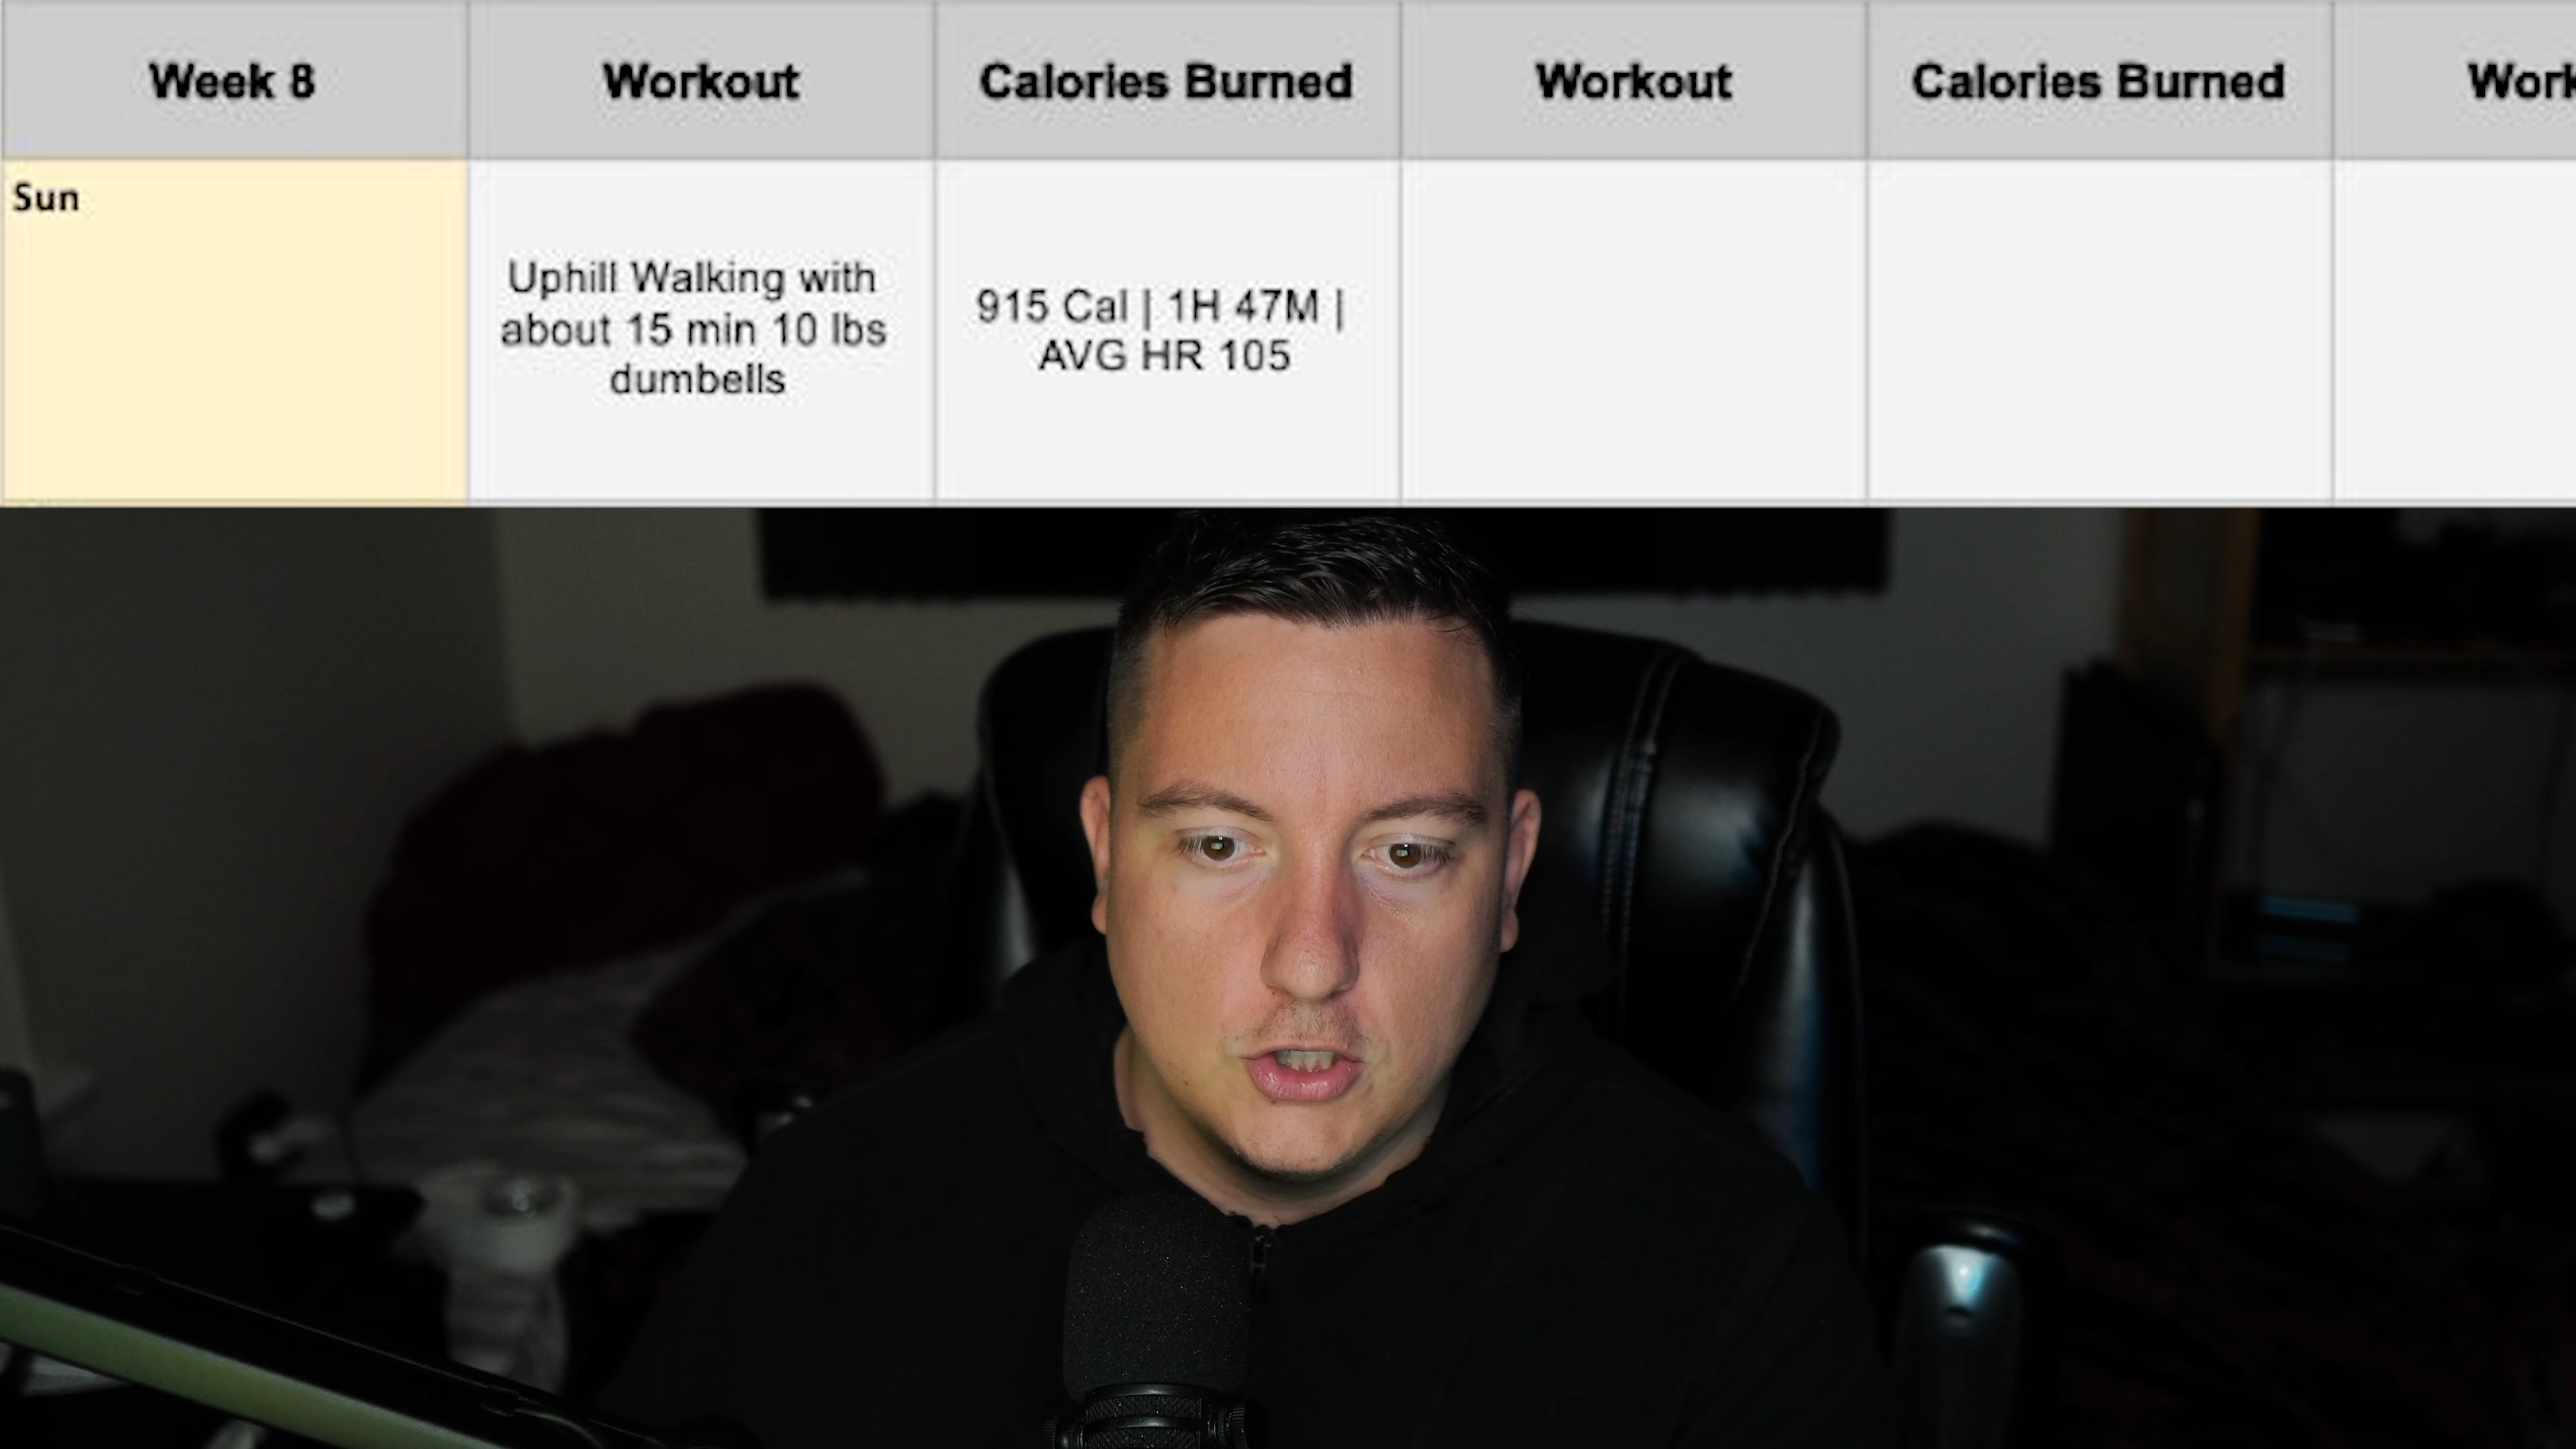 Week 8
Workout
Calories Burned
Workout
Calories Burned
Sun
Uphill Walking with
about 15 min 10 lbs
dumbells
915 Cal | 1H 47M |
AVG HR 105